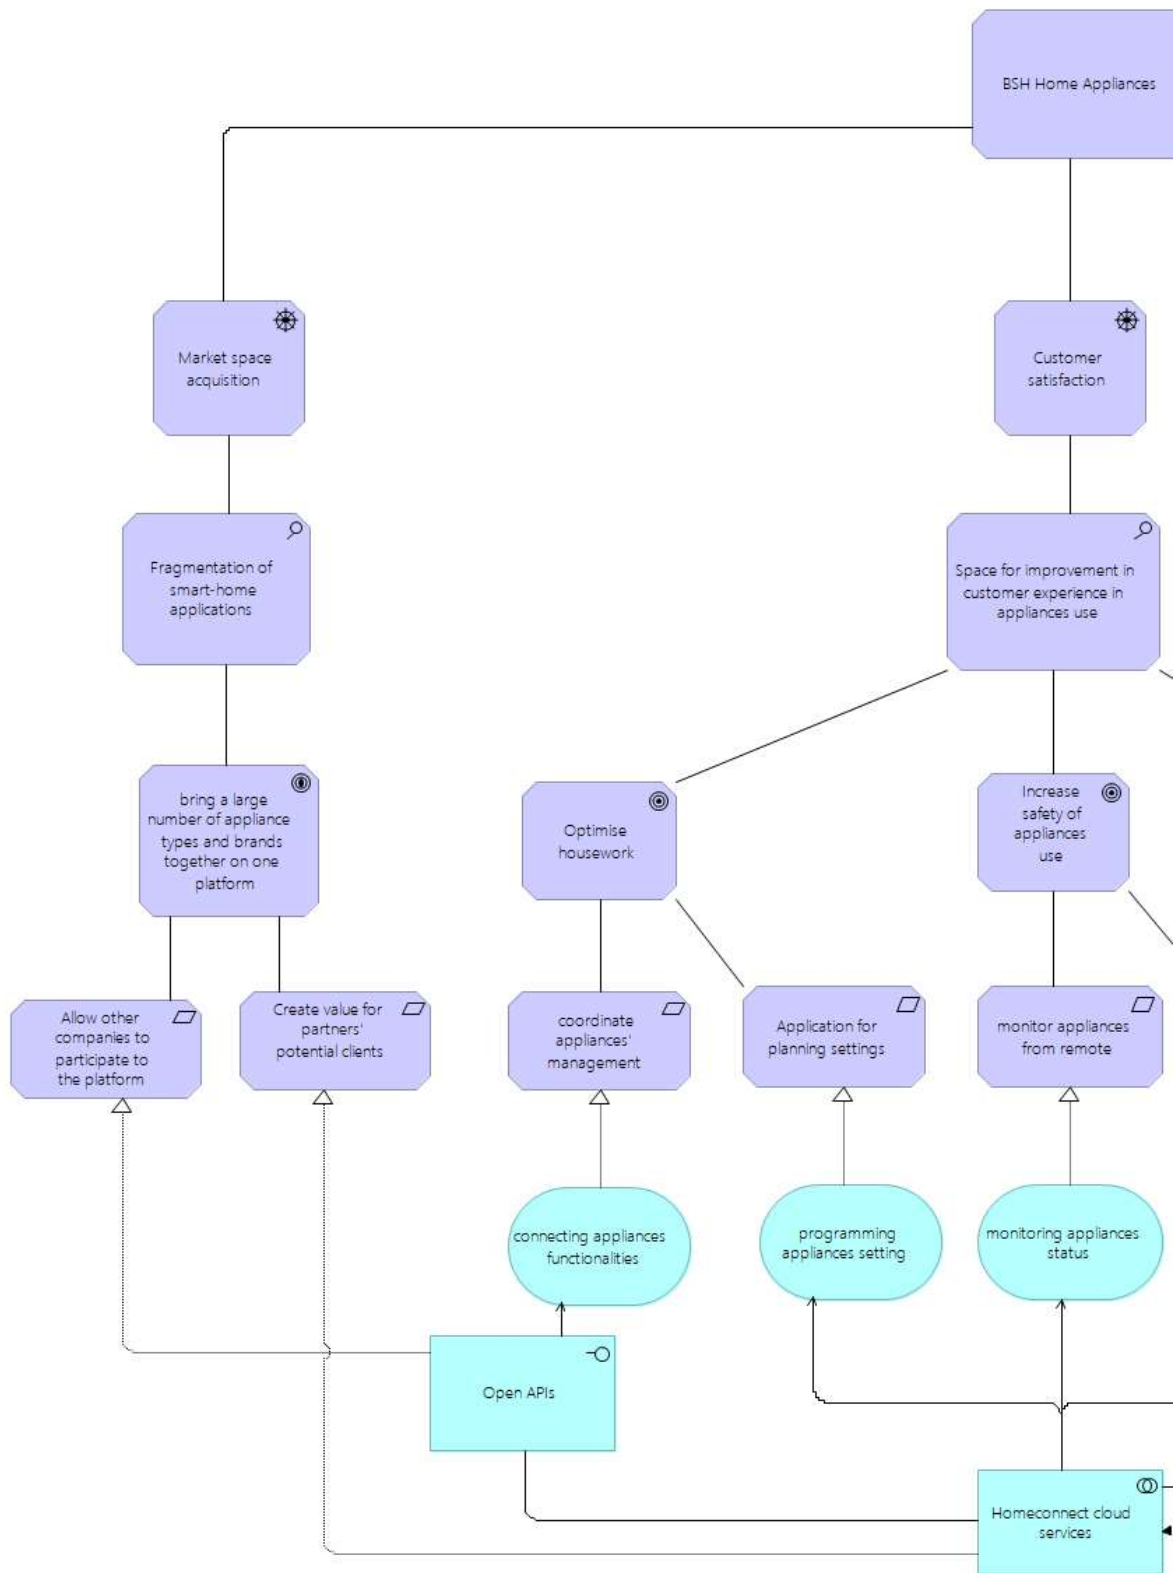 BSH Home Appliances
Market space
acquisition
Customer
satisfaction
Fragmentation of
smart-home
applications
Space for improvement in
customer experience in
appliances use
bring a large
number of appliance
types and brands
together on one
platform
Optimise
housework
Increase
safety of
appliances
use
Allow other
companies to
participate to
the platform
Create value for
partners'
potential clients
coordinate
appliances'
management
Application for
planning settings
monitor appliances
from remote
connecting appliances
functionalities
programming
appliances setting
monitoring appliances
status
Open APIs
Homeconnect cloud
services